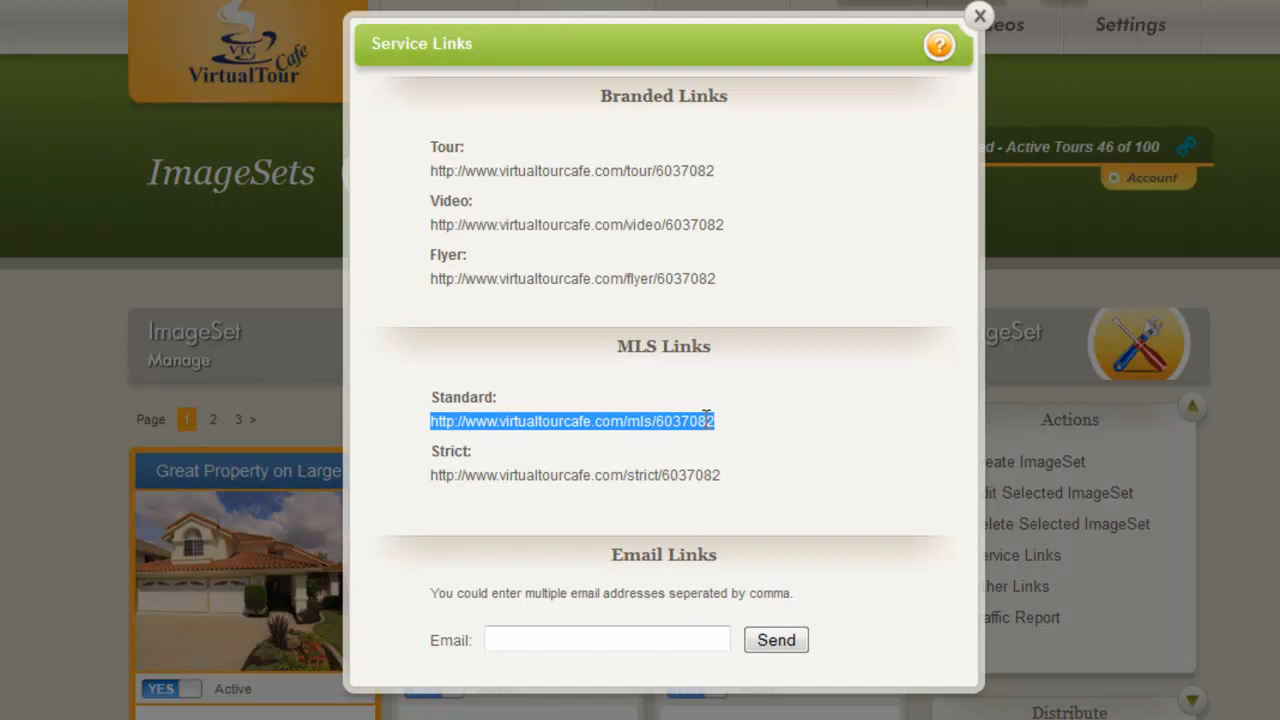 VTC
Cafe
VirtualTour
eos
Settings
Service Links
?
Branded Links
ImageSets
d - Active Tours 46 of 100
Account
Tour:
http://www.virtualtourcafe.com/tour/6037082
Video:
http://www.virtualtourcafe.com/video/6037082
Flyer:
http://www.virtualtourcafe.com/flyer/6037082
ImageSet
Manage
geSet
MLS Links
Standard:
http://www.virtualtourcafe.com/mls/6037082
Strict:
http://www.virtualtourcafe.com/strict/6037082
Page 1 2 3 >
Great Property on Large
YES Active
Actions
reate ImageSet
dit Selected ImageSet
elete Selected ImageSet
ervice Links
ther Links
raffic Report
Distribute
Email Links
You could enter multiple email addresses seperated by comma.
Email: Send